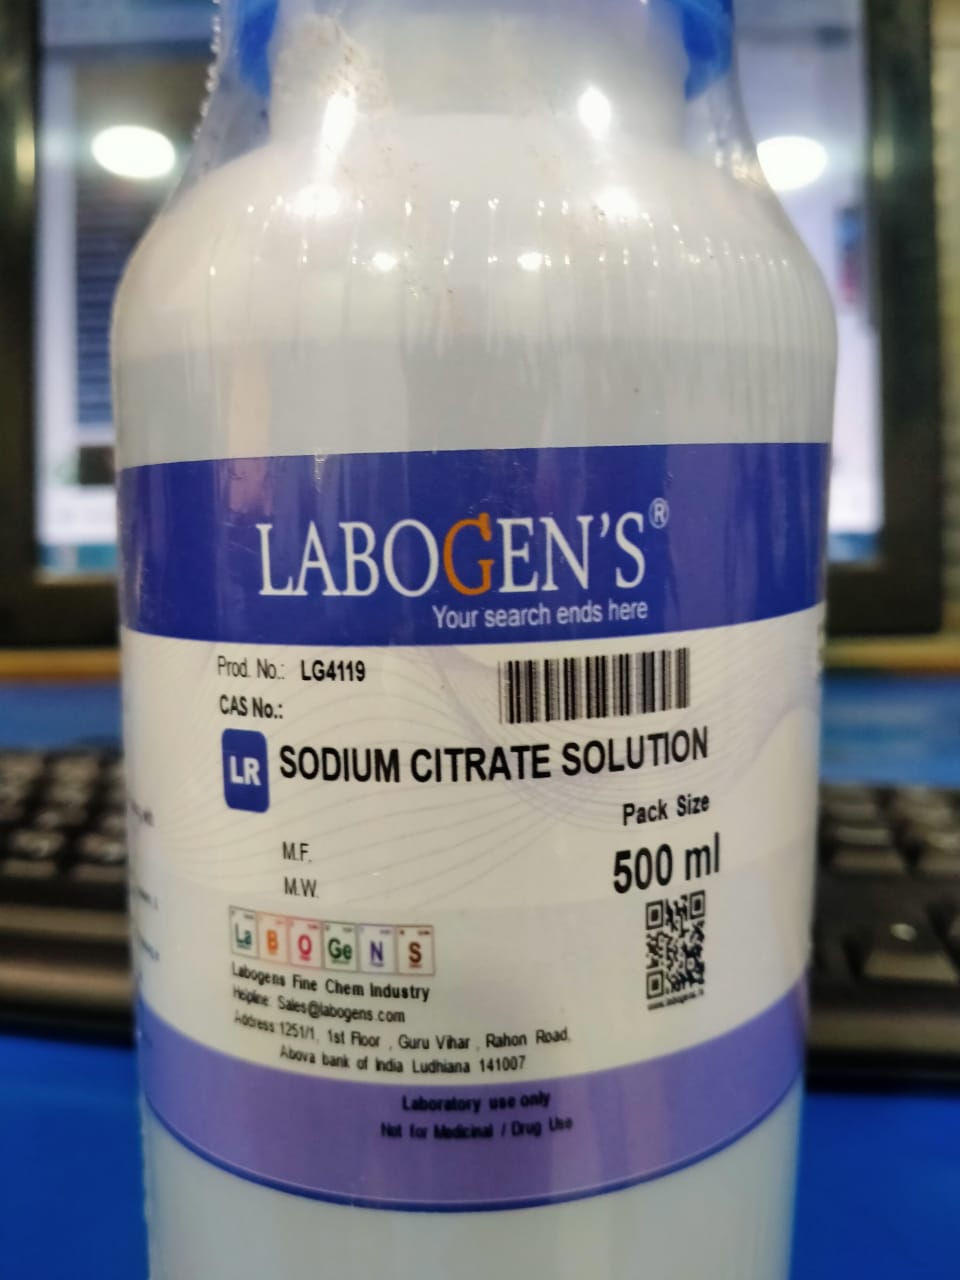 LABOGEN'S®
Your search ends here
Prod. No.: LG4119
CAS No.:
LR SODIUM CITRATE SOLUTION
Pack Size
500 ml
M.F.
M.W.
La B O Ge N S
Labogens Fine Chem Industry
Helpline: Sales@labogens.com
Address:1251/1, 1st Floor , Guru Vihar , Rahon Road,
Abova bank of India Ludhiana 141007
Laboratory use only
Not for Medicinal / Drug Use